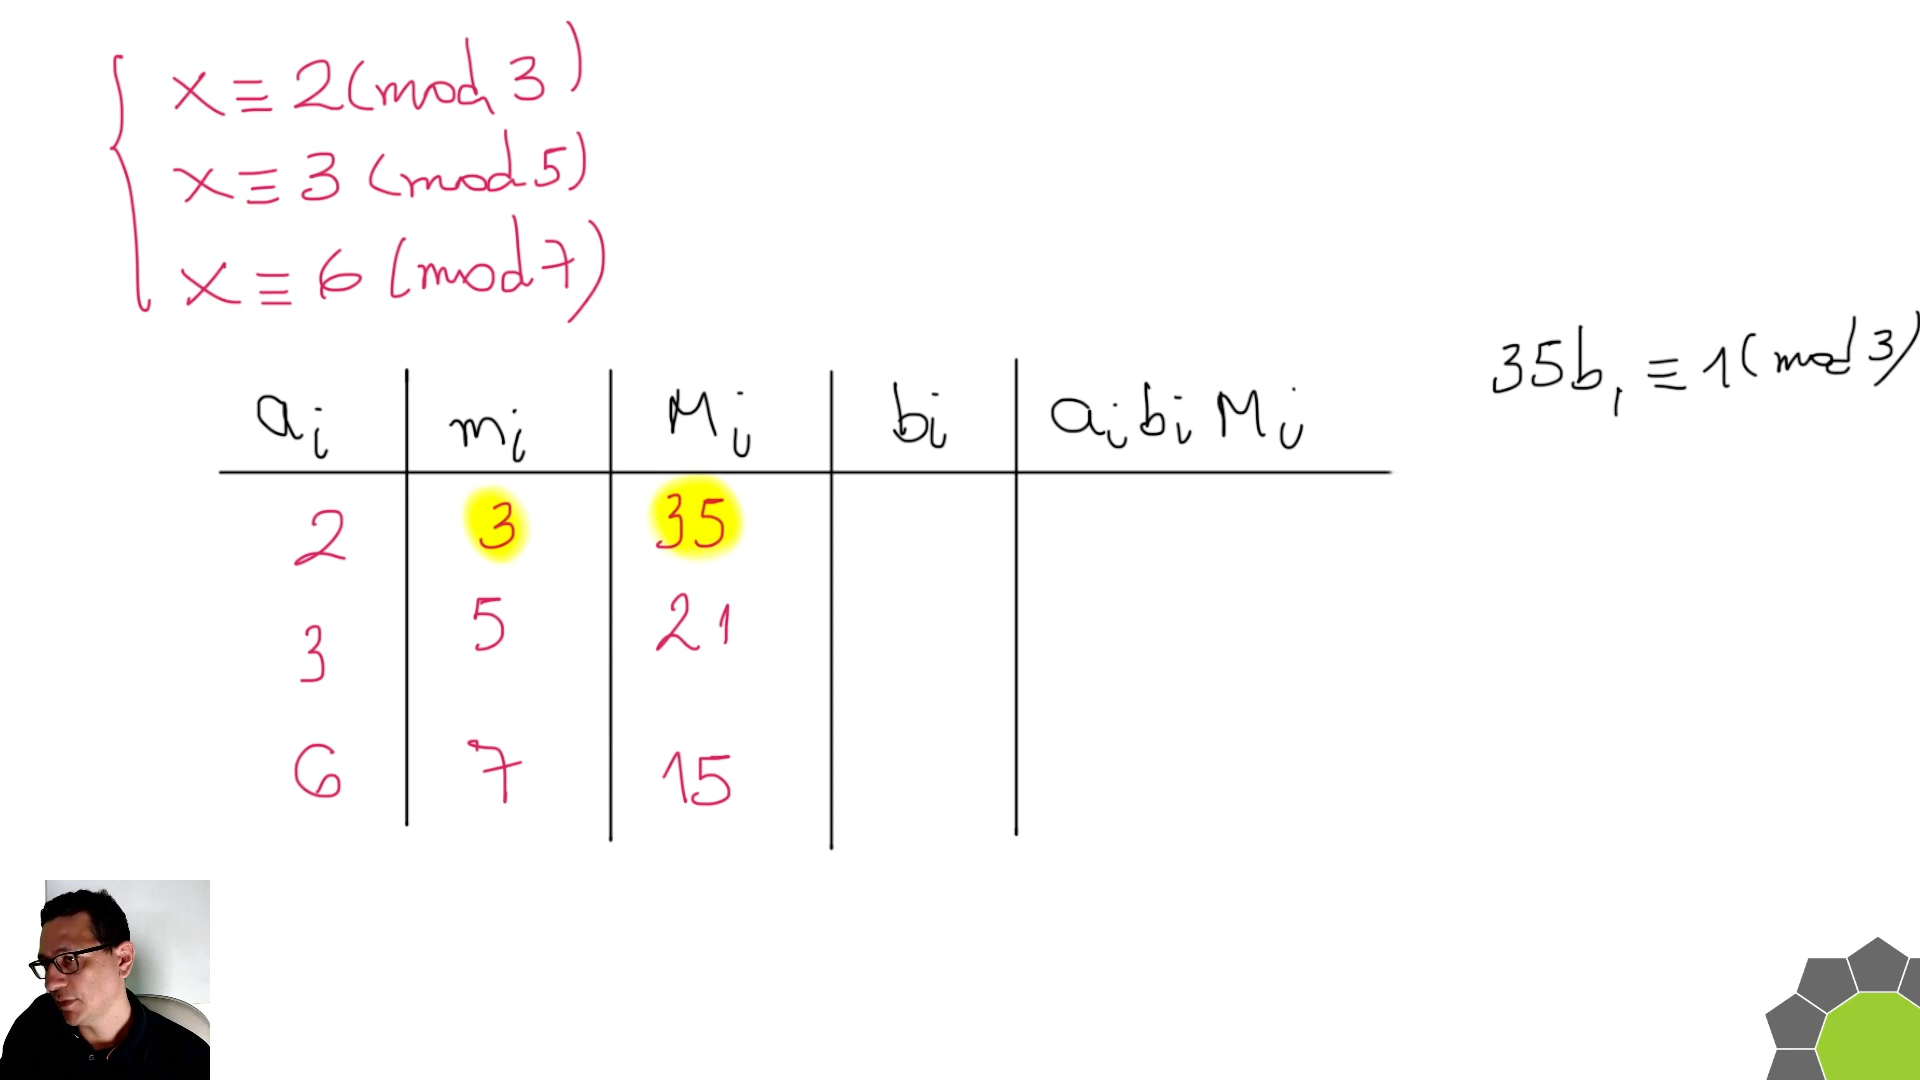 x ≡ 2 (mod 3)
x ≡ 3 (mod 5)
x ≡ 6 (mod 7)
35b₁ ≡ 1 (mod 3)
aᵢ mᵢ Mᵢ bᵢ aᵢbᵢMᵢ
2 3 35
3 5 21
6 7 15